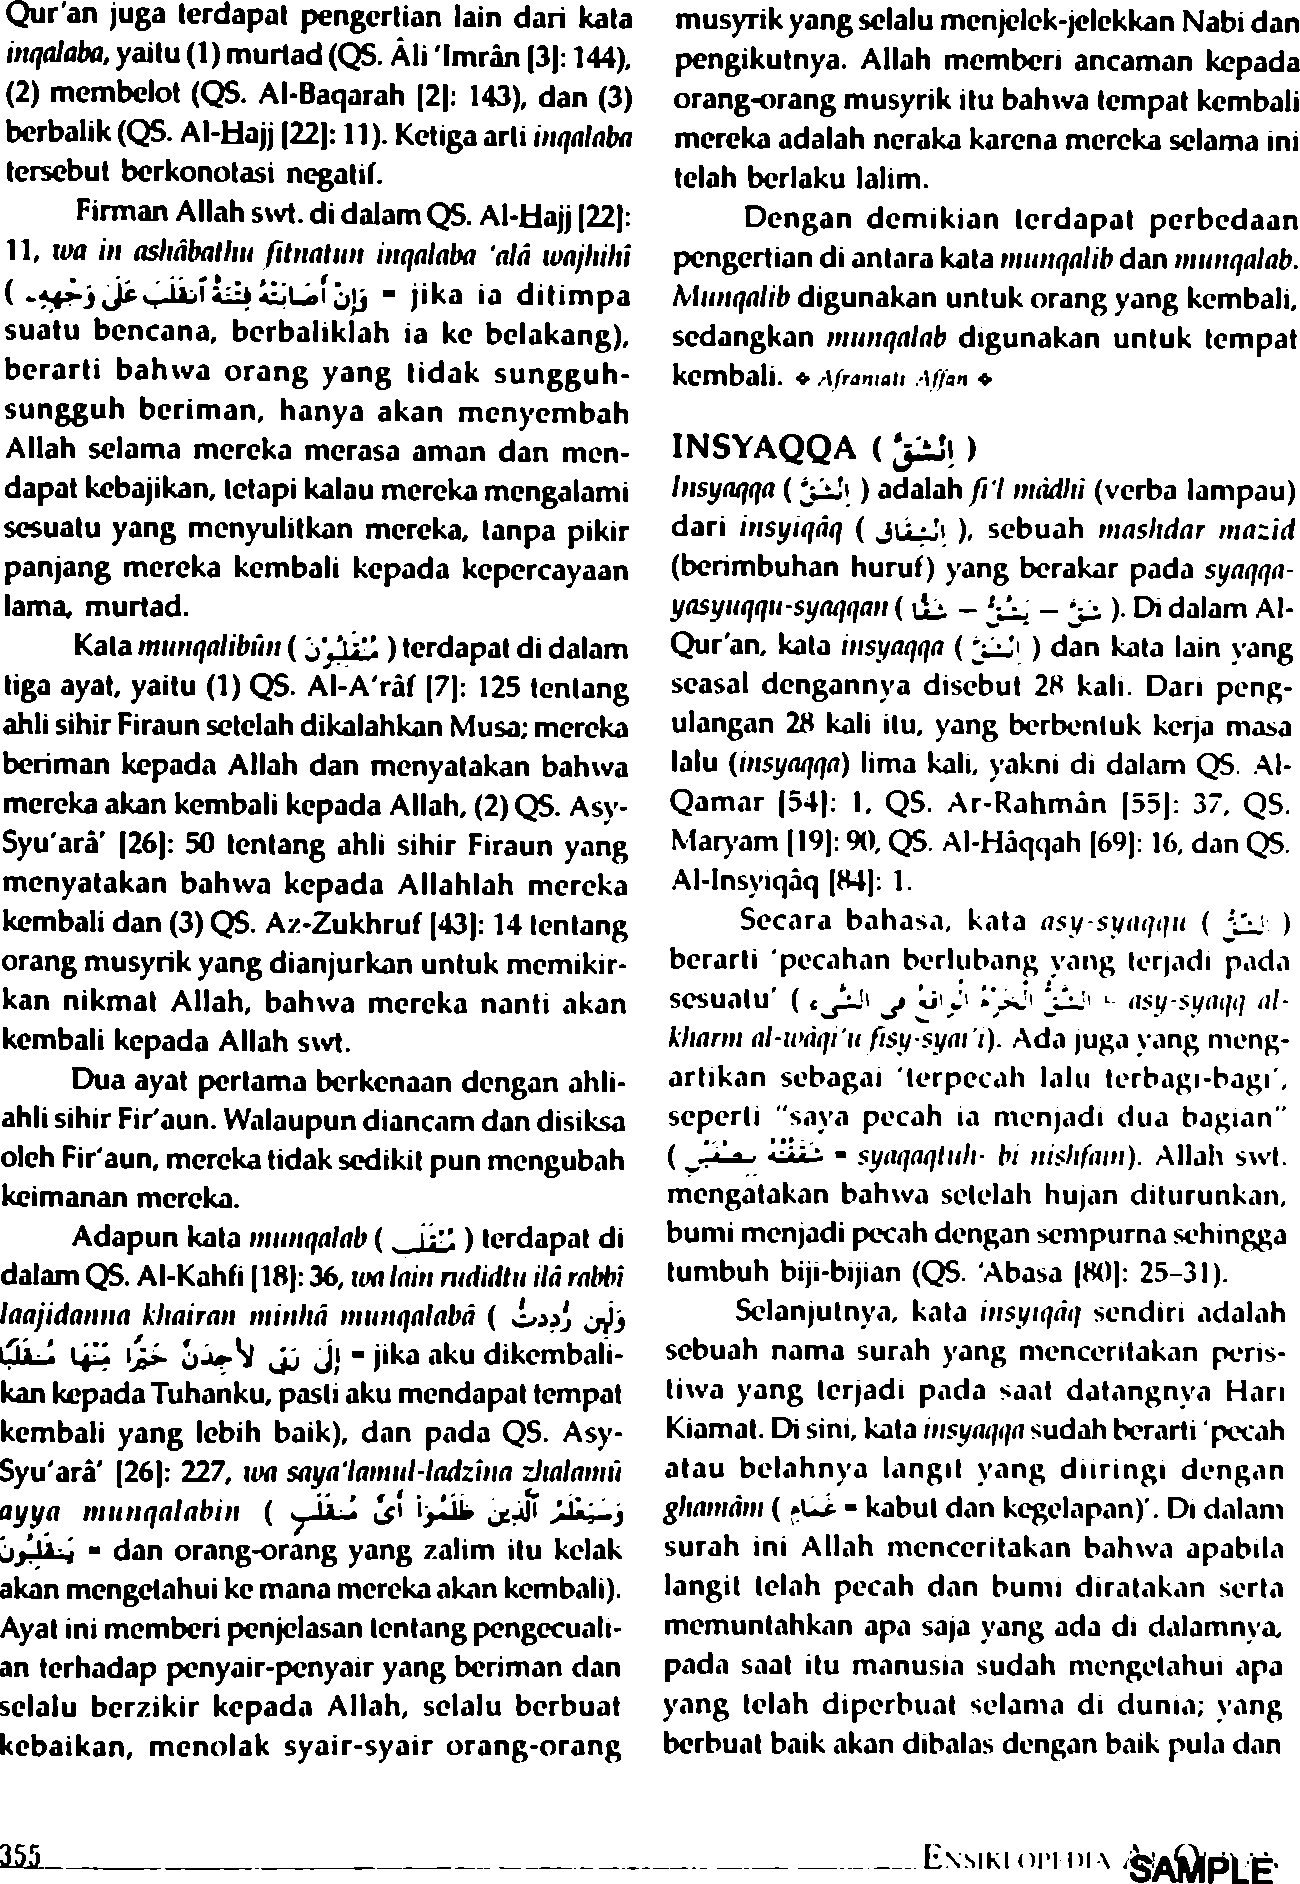 Qur'an juga terdapat pengertian lain dari kata
inqalaba, yaitu (1) murtad (QS. Âli 'Imrân [3]: 144),
(2) membelot (QS. Al-Baqarah [2]: 143), dan (3)
berbalik (QS. Al-Hajj [22]: 11). Ketiga arti inqalaba
tersebut berkonotasi negatif.
Firman Allah swt. di dalam QS. Al-Hajj [22]:
11, wa in ashâbathu fitnatun inqalaba 'alâ wajhihî
( وَإِنْ أَصَابَتْهُ فِتْنَةٌ ٱنقَلَبَ عَلَىٰ وَجْهِهِۦ = jika ia ditimpa
suatu bencana, berbaliklah ia ke belakang),
berarti bahwa orang yang tidak sungguh-
sungguh beriman, hanya akan menyembah
Allah selama mereka merasa aman dan men-
dapat kebajikan, tetapi kalau mereka mengalami
sesuatu yang menyulitkan mereka, tanpa pikir
panjang mereka kembali kepada kepercayaan
lama, murtad.
Kata munqalibûn ( مُنْقَلِبُوْنَ ) terdapat di dalam
tiga ayat, yaitu (1) QS. Al-A'râf [7]: 125 tentang
ahli sihir Firaun setelah dikalahkan Musa; mereka
beriman kepada Allah dan menyatakan bahwa
mereka akan kembali kepada Allah, (2) QS. Asy-
Syu'arâ' [26]: 50 tentang ahli sihir Firaun yang
menyatakan bahwa kepada Allahlah mereka
kembali dan (3) QS. Az-Zukhruf [43]: 14 tentang
orang musyrik yang dianjurkan untuk memikir-
kan nikmat Allah, bahwa mereka nanti akan
kembali kepada Allah swt.
Dua ayat pertama berkenaan dengan ahli-
ahli sihir Fir'aun. Walaupun diancam dan disiksa
oleh Fir'aun, mereka tidak sedikit pun mengubah
keimanan mereka.
Adapun kata munqalab ( مُنْقَلَب ) terdapat di
dalam QS. Al-Kahfi [18]: 36, wa lain rudidtu ilâ rabbî
laajidanna khairan minhâ munqalabâ ( وَلَئِن رُّدِدتُّ
إِلَىٰ رَبِّى لَأَجِدَنَّ خَيْرًا مِّنْهَا مُنقَلَبًا = jika aku dikembali-
kan kepada Tuhanku, pasti aku mendapat tempat
kembali yang lebih baik), dan pada QS. Asy-
Syu'arâ' [26]: 227, wa saya'lamul-ladzîna zhalamû
ayya munqalabin ( وَسَيَعْلَمُ ٱلَّذِينَ ظَلَمُوٓا۟ أَىَّ مُنقَلَبٍ
يَنقَلِبُونَ = dan orang-orang yang zalim itu kelak
akan mengetahui ke mana mereka akan kembali).
Ayat ini memberi penjelasan tentang pengecuali-
an terhadap penyair-penyair yang beriman dan
selalu berzikir kepada Allah, selalu berbuat
kebaikan, menolak syair-syair orang-orang
musyrik yang selalu menjelek-jelekkan Nabi dan
pengikutnya. Allah memberi ancaman kepada
orang-orang musyrik itu bahwa tempat kembali
mereka adalah neraka karena mereka selama ini
telah berlaku lalim.
Dengan demikian terdapat perbedaan
pengertian di antara kata munqalib dan munqalab.
Munqalib digunakan untuk orang yang kembali,
sedangkan munqalab digunakan untuk tempat
kembali. ◆ Aframati Affan ◆
INSYAQQA ( إِنْشَقَّ )
Insyaqqa ( إِنْشَقَّ ) adalah fi'l mâdhi (verba lampau)
dari insyiqâq ( إِنْشِقَاق ), sebuah mashdar mazid
(berimbuhan huruf) yang berakar pada syaqqa-
yasyuqqu-syaqqan ( شَقَّ – يَشُقُّ – شَقًّا ). Di dalam Al-
Qur'an, kata insyaqqa ( إِنْشَقَّ ) dan kata lain yang
seasal dengannya disebut 28 kali. Dari peng-
ulangan 28 kali itu, yang berbentuk kerja masa
lalu (insyaqqa) lima kali, yakni di dalam QS. Al-
Qamar [54]: 1, QS. Ar-Rahmân [55]: 37, QS.
Maryam [19]: 90, QS. Al-Hâqqah [69]: 16, dan QS.
Al-Insyiqâq [84]: 1.
Secara bahasa, kata asy-syaqqu ( الشَّقُّ )
berarti 'pecahan berlubang yang terjadi pada
sesuatu' ( الشَّقُّ الْخَرْمُ الْوَاقِعُ فِي الشَّيْءِ = asy-syaqq al-
kharm al-wâqi'u fisy-syai'i). Ada juga yang meng-
artikan sebagai 'terpecah lalu terbagi-bagi',
seperti "saya pecah ia menjadi dua bagian"
( شَقَقْتُهُ بِنِصْفَيْنِ = syaqaqtuh- bi nishfain). Allah swt.
mengatakan bahwa setelah hujan diturunkan,
bumi menjadi pecah dengan sempurna sehingga
tumbuh biji-bijian (QS. 'Abasa [80]: 25–31).
Selanjutnya, kata insyiqâq sendiri adalah
sebuah nama surah yang menceritakan peris-
tiwa yang terjadi pada saat datangnya Hari
Kiamat. Di sini, kata insyaqqa sudah berarti 'pecah
atau belahnya langit yang diiringi dengan
ghamâm ( غَمَام = kabut dan kegelapan)'. Di dalam
surah ini Allah menceritakan bahwa apabila
langit telah pecah dan bumi diratakan serta
memuntahkan apa saja yang ada di dalamnya,
pada saat itu manusia sudah mengetahui apa
yang telah diperbuat selama di dunia; yang
berbuat baik akan dibalas dengan baik pula dan
355 ENSIKLOPEDIA
SAMPLE